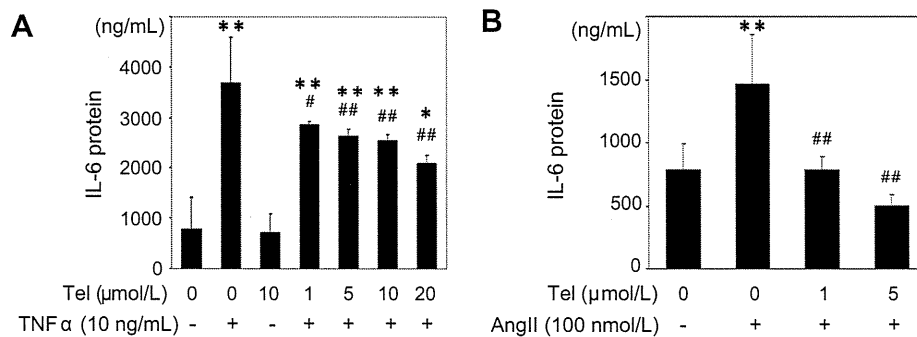 A
(ng/mL)
IL-6 protein
4000
3000
2000
1000
0
**
**
#
**
##
**
##
*
##
Tel (μmol/L) 0 0 10 1 5 10 20
TNFα (10 ng/mL) - + - + + + +
B
(ng/mL)
IL-6 protein
1500
1000
500
0
**
##
##
Tel (μmol/L) 0 0 1 5
AngII (100 nmol/L) - + + +